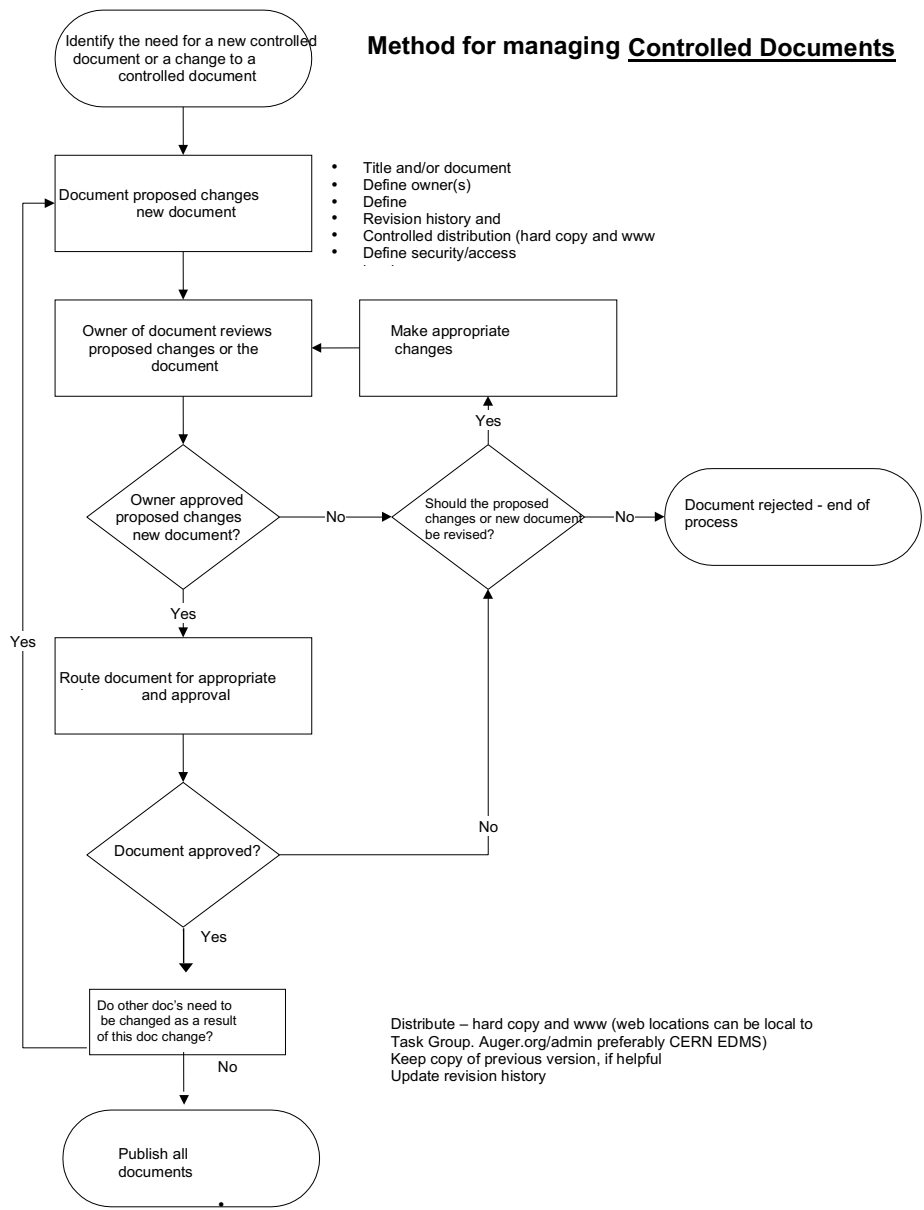 Method for managing Controlled Documents
Identify the need for a new controlled
document or a change to a
controlled document
Document proposed changes
new document
• Title and/or document
• Define owner(s)
• Define
• Revision history and
• Controlled distribution (hard copy and www
• Define security/access
Owner of document reviews
proposed changes or the
document
Make appropriate
changes
Yes
Owner approved
proposed changes
new document?
No
Should the proposed
changes or new document
be revised?
No
Document rejected - end of
process
Yes
Yes
Route document for appropriate
and approval
Document approved?
No
Yes
Do other doc's need to
be changed as a result
of this doc change?
No
Distribute – hard copy and www (web locations can be local to
Task Group. Auger.org/admin preferably CERN EDMS)
Keep copy of previous version, if helpful
Update revision history
Publish all
documents
•